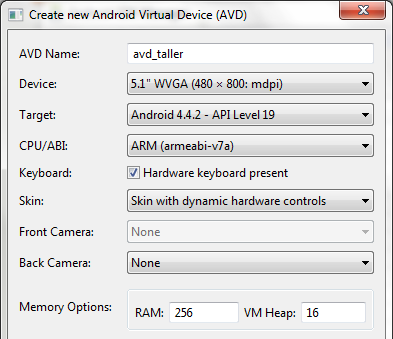 Create new Android Virtual Device (AVD)
AVD Name: avd_taller
Device: 5.1" WVGA (480 × 800: mdpi)
Target: Android 4.4.2 - API Level 19
CPU/ABI: ARM (armeabi-v7a)
Keyboard: Hardware keyboard present
Skin: Skin with dynamic hardware controls
Front Camera: None
Back Camera: None
Memory Options: RAM: 256 VM Heap: 16